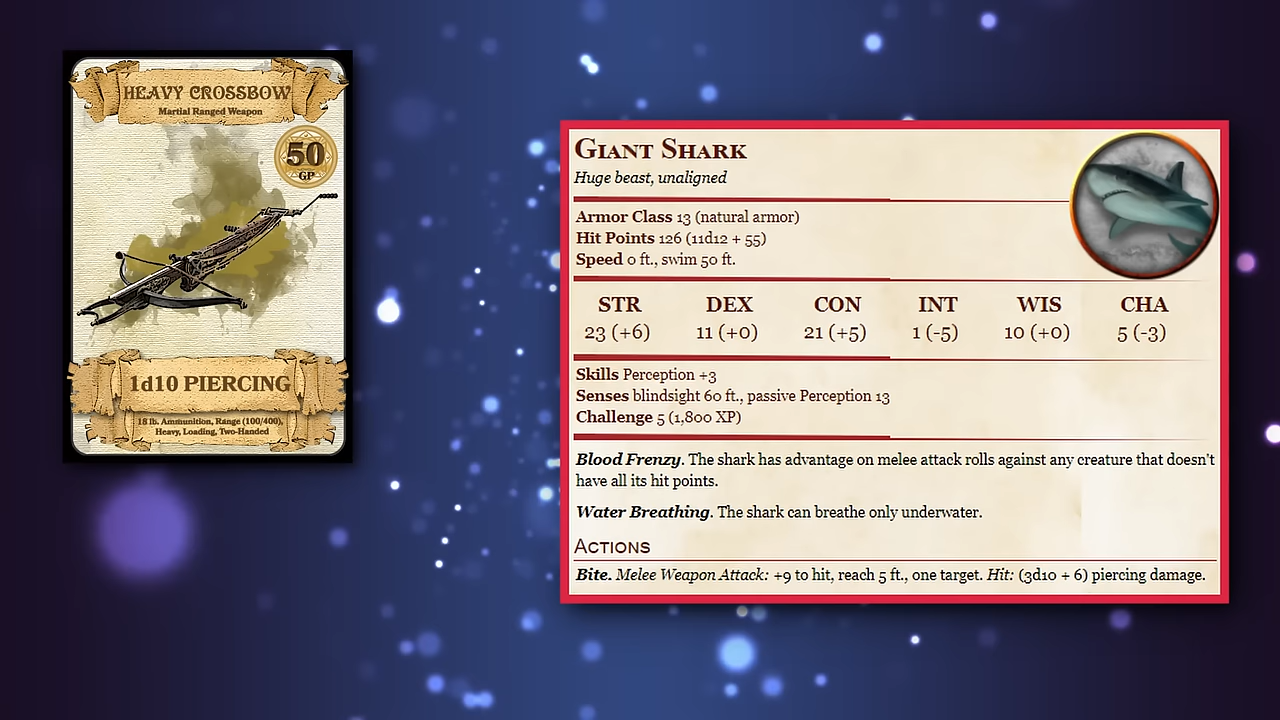 HEAVY CROSSBOW
Martial Ranged Weapon
50
GP
1d10 PIERCING
18 lb. Ammunition, Range (100/400),
Heavy, Loading, Two-Handed
Giant Shark
Huge beast, unaligned
Armor Class 13 (natural armor)
Hit Points 126 (11d12 + 55)
Speed 0 ft., swim 50 ft.
STR DEX CON INT WIS CHA
23 (+6) 11 (+0) 21 (+5) 1 (-5) 10 (+0) 5 (-3)
Skills Perception +3
Senses blindsight 60 ft., passive Perception 13
Challenge 5 (1,800 XP)
Blood Frenzy. The shark has advantage on melee attack rolls against any creature that doesn't
have all its hit points.
Water Breathing. The shark can breathe only underwater.
Actions
Bite. Melee Weapon Attack: +9 to hit, reach 5 ft., one target. Hit: (3d10 + 6) piercing damage.